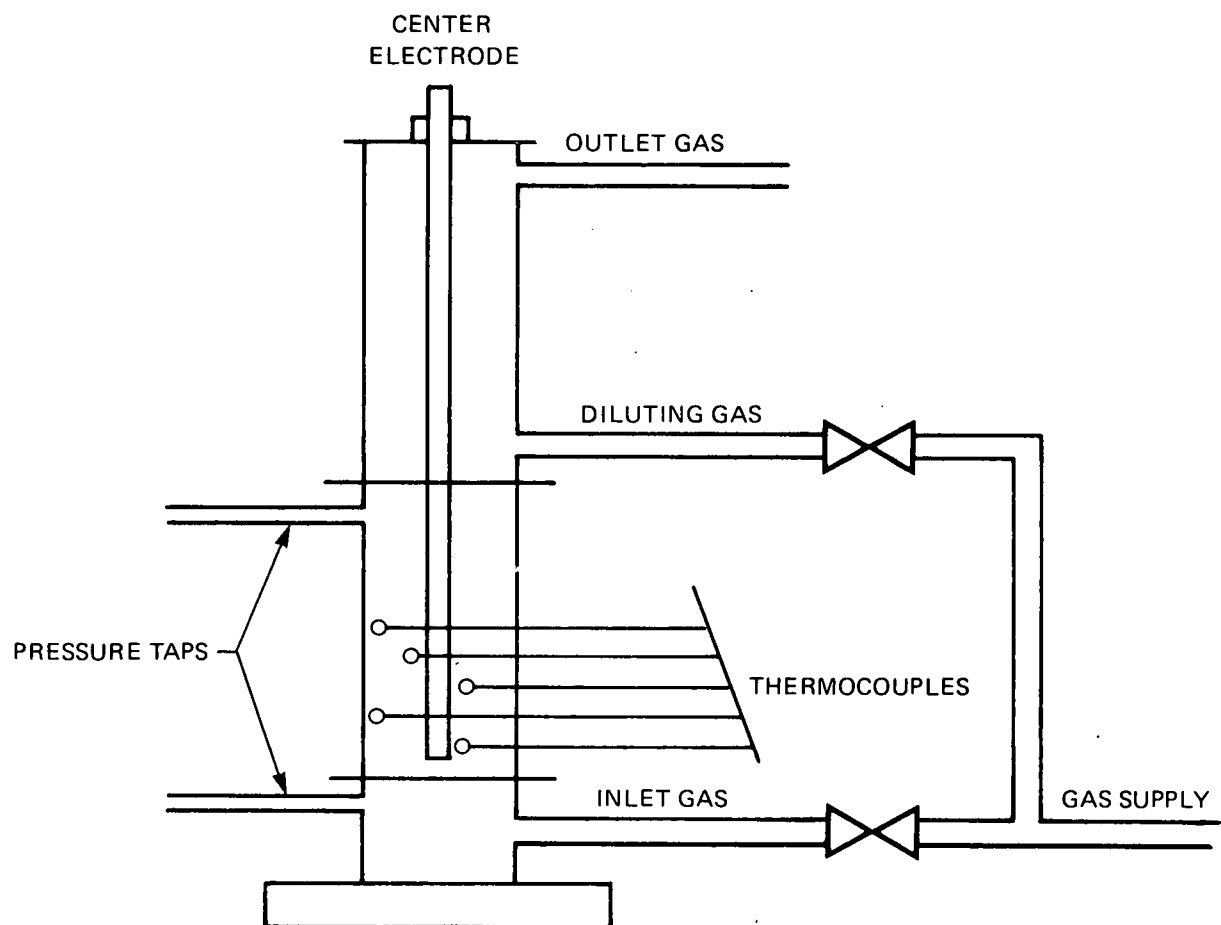 CENTER
ELECTRODE
OUTLET GAS
DILUTING GAS
PRESSURE TAPS
THERMOCOUPLES
INLET GAS
GAS SUPPLY